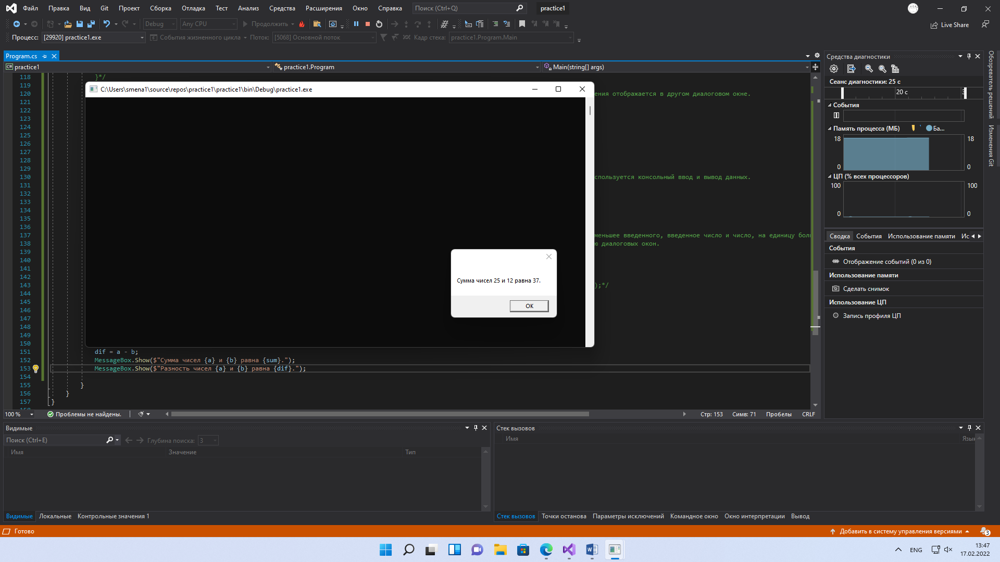 Файл Правка Вид Git Проект Сборка Отладка Тест Анализ Средства Расширения Окно Справка Поиск (Ctrl+Q) practice1
Debug Any CPU Продолжить Live Share
Процесс: [29920] practice1.exe События жизненного цикла Поток: [5068] Основной поток Кадр стека: practice1.Program.Main
Program.cs
practice1 practice1.Program Main(string[] args)
118 }*/
119
120 ения отображается в другом диалоговом окне.
121
122
123
124
125
126
127
128
129
130 спользуется консольный ввод и вывод данных.
131
132
133
134
135
136
137 меньшее введенного, введенное число и число, на единицу боль
138 ю диалоговых окон.
139
140
141
142
143 );*/
144
145
146
147
148
149
150
151 dif = a - b;
152 MessageBox.Show($"Сумма чисел {a} и {b} равна {sum}.");
153 MessageBox.Show($"Разность чисел {a} и {b} равна {dif}.");
154
155 }
156 }
157 }
C:\Users\smena1\source\repos\practice1\practice1\bin\Debug\practice1.exe
Сумма чисел 25 и 12 равна 37.
OK
100 % Проблемы не найдены. Стр: 153 Симв: 71 Пробелы CRLF
Средства диагностики
Сеанс диагностики: 25 с
20 с
События
Память процесса (МБ) Ба...
18 18
0 0
ЦП (% всех процессоров)
100 100
0 0
Сводка События Использование памяти Ис
События
Отображение событий (0 из 0)
Использование памяти
Сделать снимок
Использование ЦП
Запись профиля ЦП
Обозреватель решений
Изменения Git
Видимые
Поиск (Ctrl+E) Глубина поиска: 3
Имя Значение Тип
Видимые Локальные Контрольные значения 1
Стек вызовов
Имя Язык
Стек вызовов Точки останова Параметры исключений Командное окно Окно интерпретации Вывод
Готово Добавить в систему управления версиями 3
ENG 13:47
17.02.2022